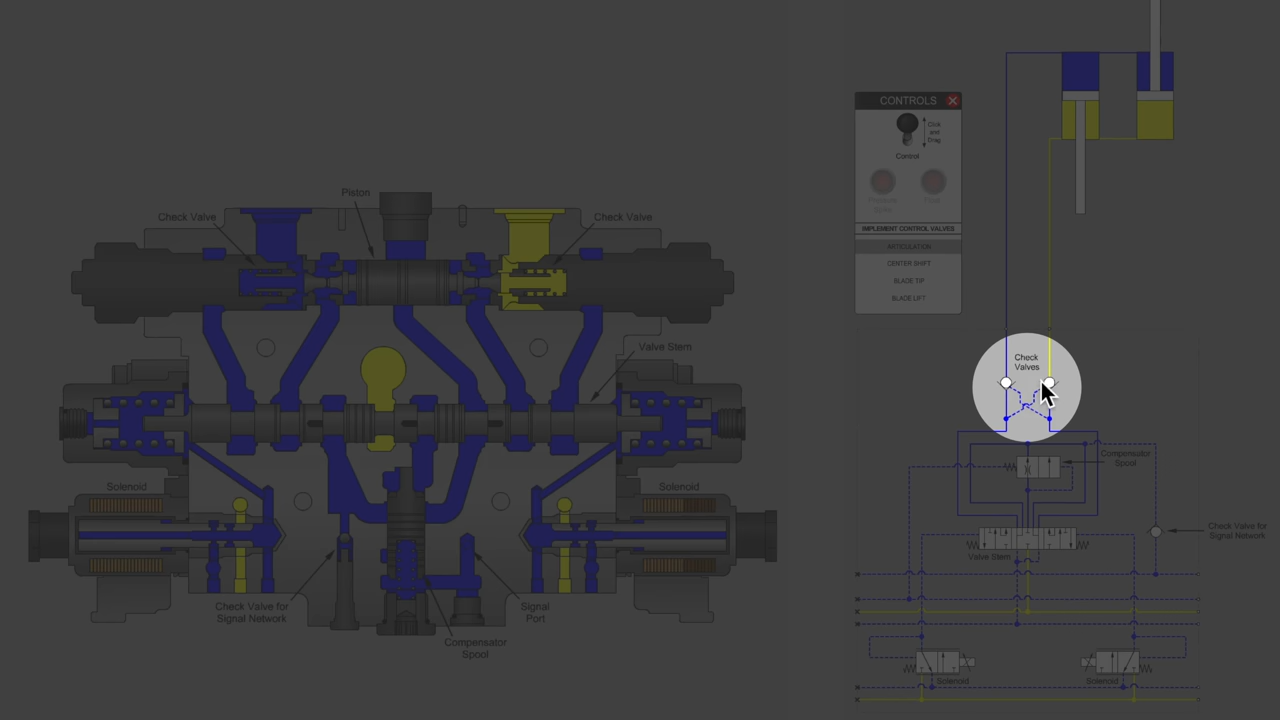 Piston
Check Valve
Check Valve
Valve Stem
Solenoid
Solenoid
Check Valve for
Signal Network
Signal
Port
Compensator
Spool
CONTROLS
Click
and
Drag
Control
IMPLEMENT CONTROL VALVES
ARTICULATION
CENTER SHIFT
BLADE TIP
BLADE LIFT
Check
Valves
Compensator
Spool
Check Valve for
Signal Network
Valve Stem
Solenoid
Solenoid